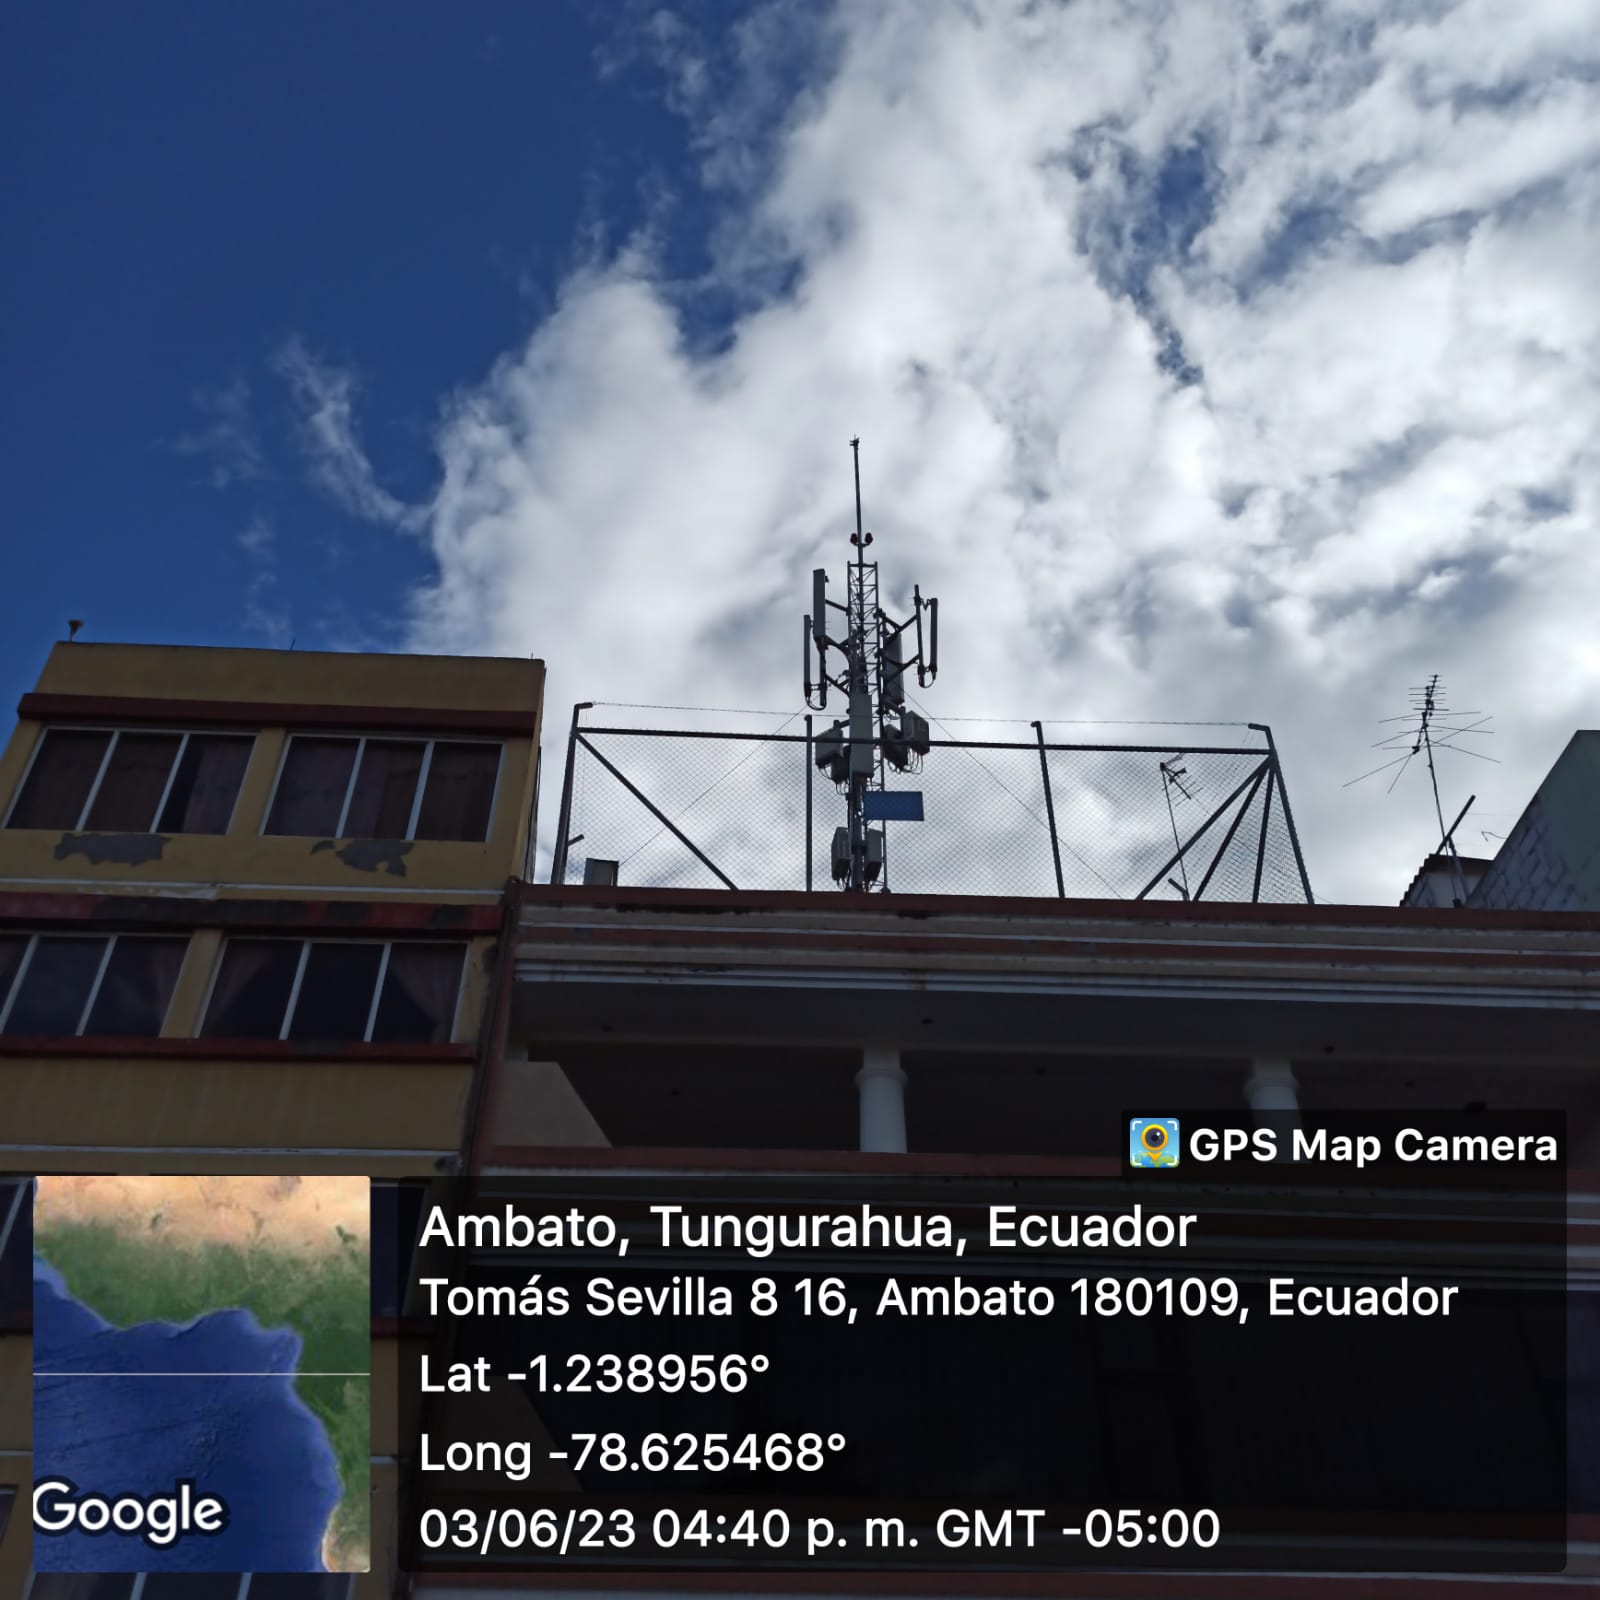 GPS Map Camera
Ambato, Tungurahua, Ecuador
Tomás Sevilla 8 16, Ambato 180109, Ecuador
Lat -1.238956°
Long -78.625468°
03/06/23 04:40 p. m. GMT -05:00
Google